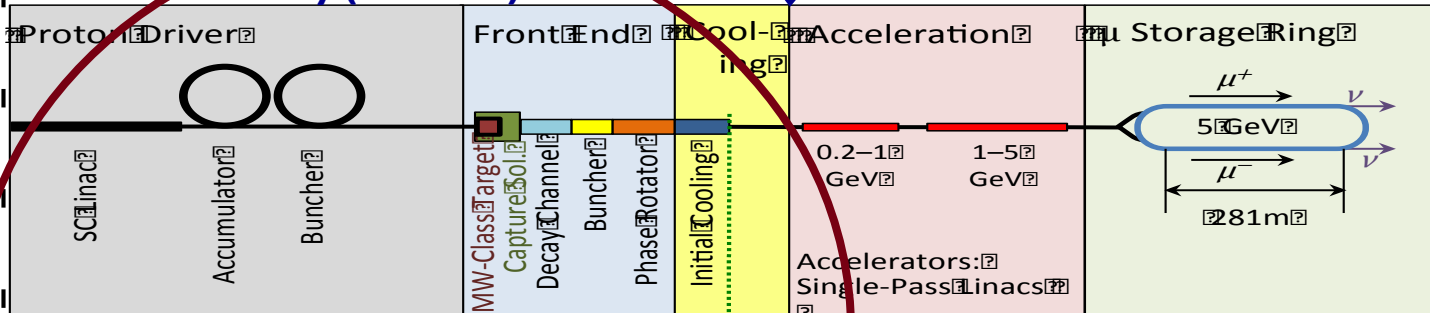 Proton Driver
Front End
Cool-
ing
Acceleration
μ Storage Ring
SC Linac
Accumulator
Buncher
MW-Class Target
Capture Sol.
Decay Channel
Buncher
Phase Rotator
Initial Cooling
0.2–1
GeV
1–5
GeV
Accelerators:
Single-Pass Linacs
μ+
5 GeV
μ−
ν
ν
281m